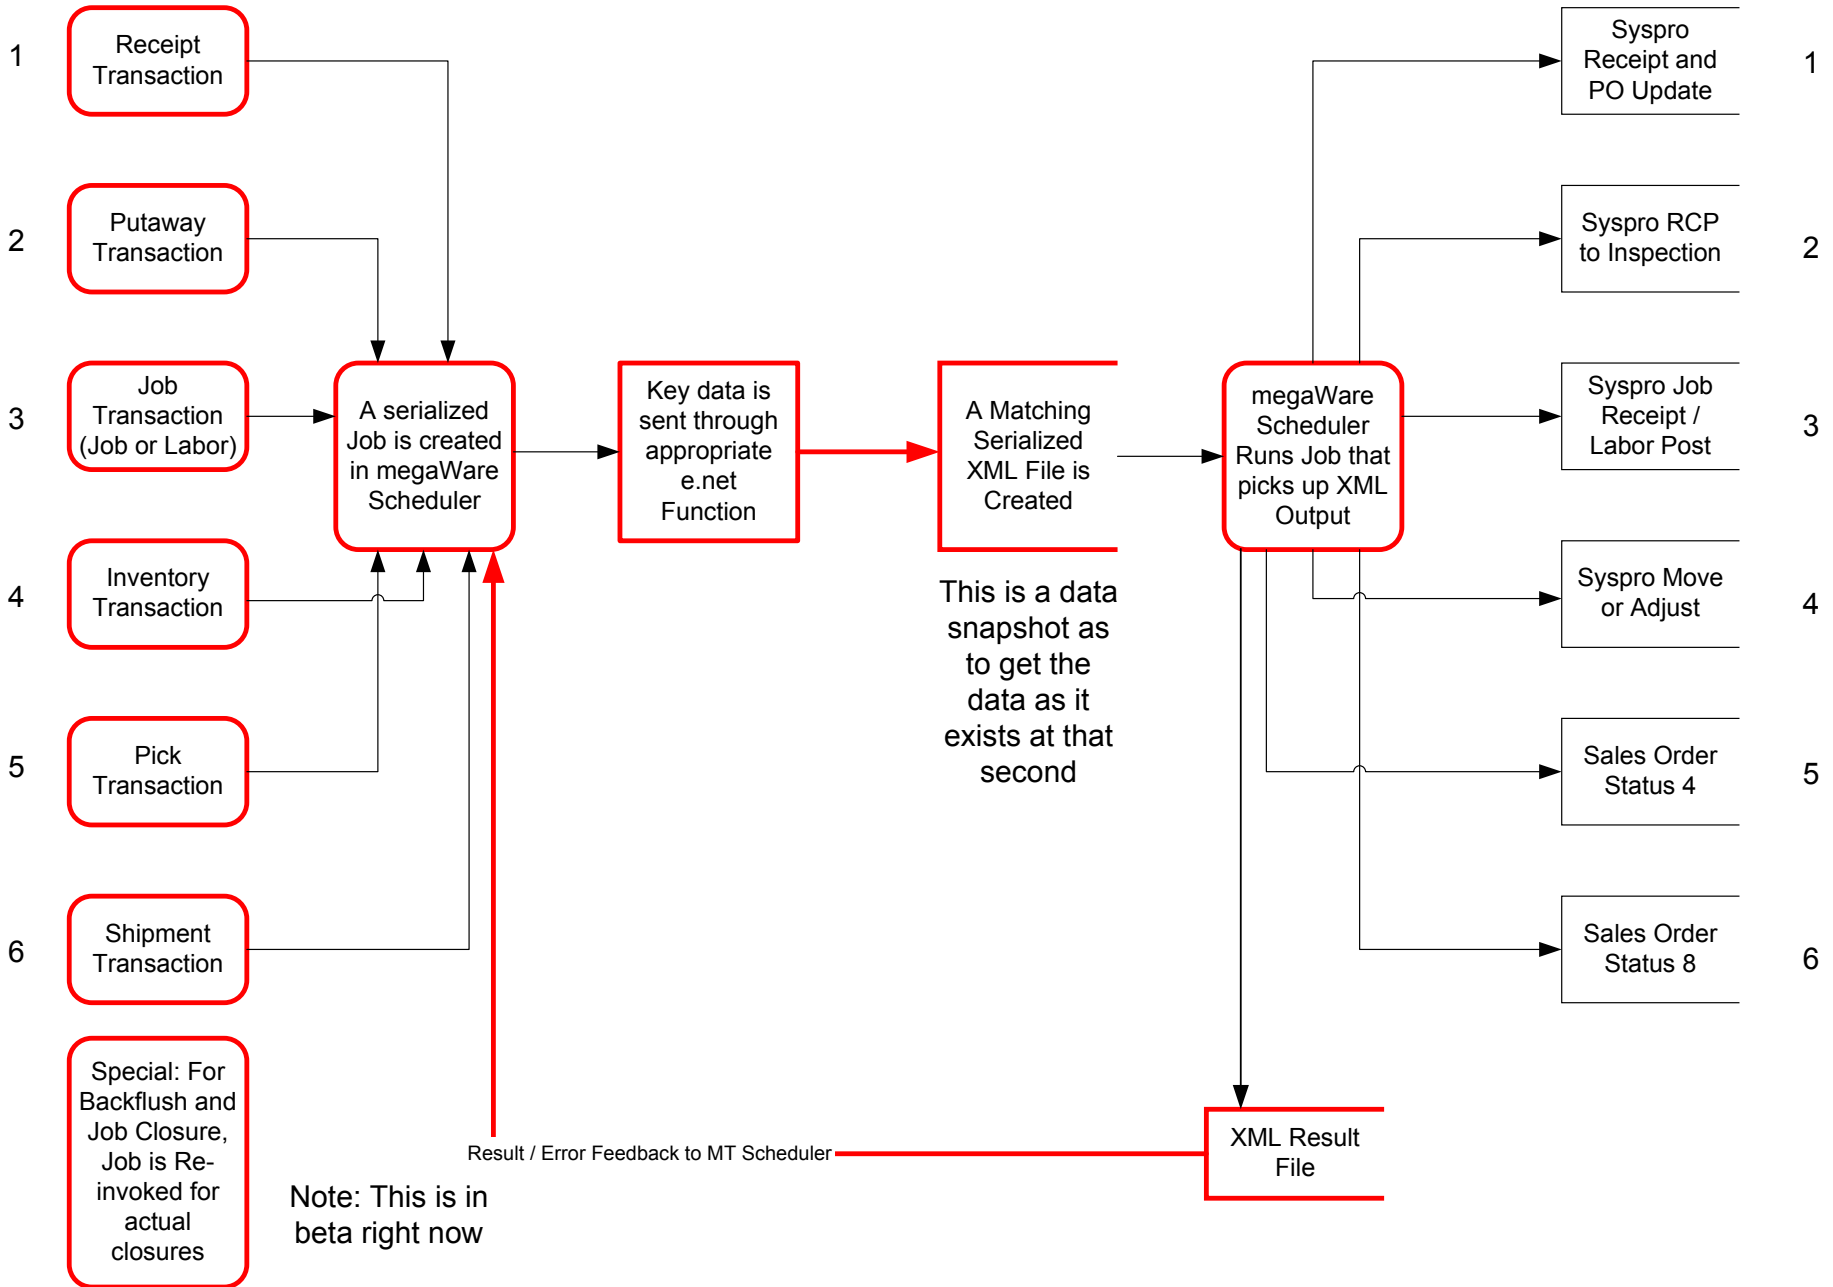 1
Receipt
Transaction
2
Putaway
Transaction
3
Job
Transaction
(Job or Labor)
4
Inventory
Transaction
5
Pick
Transaction
6
Shipment
Transaction
Special: For
Backflush and
Job Closure,
Job is Re-
invoked for
actual
closures
A serialized
Job is created
in megaWare
Scheduler
Key data is
sent through
appropriate
e.net
Function
A Matching
Serialized
XML File is
Created
This is a data
snapshot as
to get the
data as it
exists at that
second
megaWare
Scheduler
Runs Job that
picks up XML
Output
Syspro
Receipt and
PO Update
1
Syspro RCP
to Inspection
2
Syspro Job
Receipt /
Labor Post
3
Syspro Move
or Adjust
4
Sales Order
Status 4
5
Sales Order
Status 8
6
XML Result
File
Result / Error Feedback to MT Scheduler
Note: This is in
beta right now